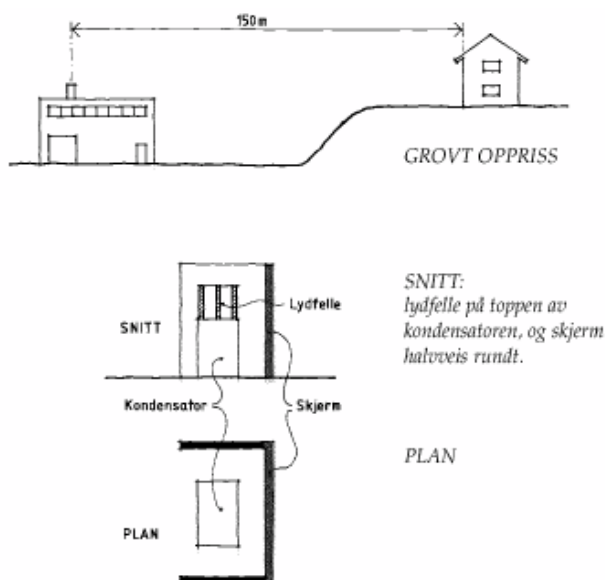 150m
GROVT OPPRISS
SNITT:
lydfelle på toppen av
kondensatoren, og skjerm
halvveis rundt.
Lydfelle
SNITT
Kondensator
Skjerm
PLAN
PLAN